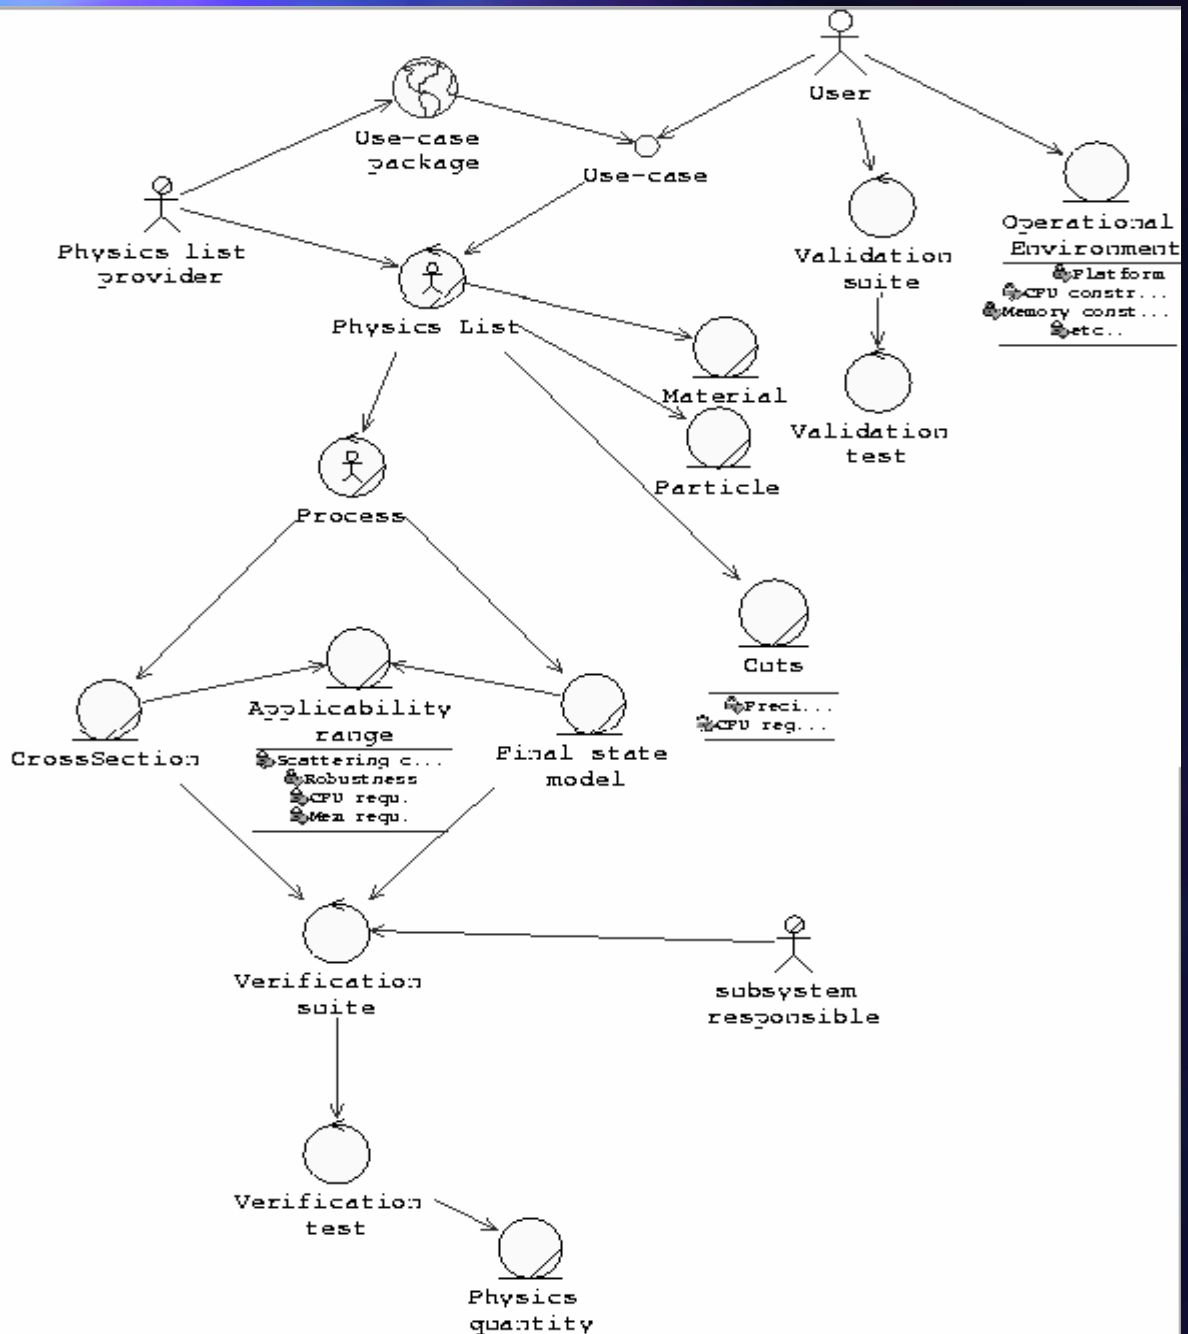 User
Use-case
package
Use-case
Physics list
provider
Operational
Environment
Platform
CPU constr...
Memory const...
etc..
Validation
suite
Physics List
Material
Validation
test
Particle
Process
Cuts
Preci...
CPU req...
Applicability
range
Scattering c...
Robustness
CPU requ.
Mem requ.
CrossSection
Final state
model
Verification
suite
subsystem
responsible
Verification
test
Physics
quantity